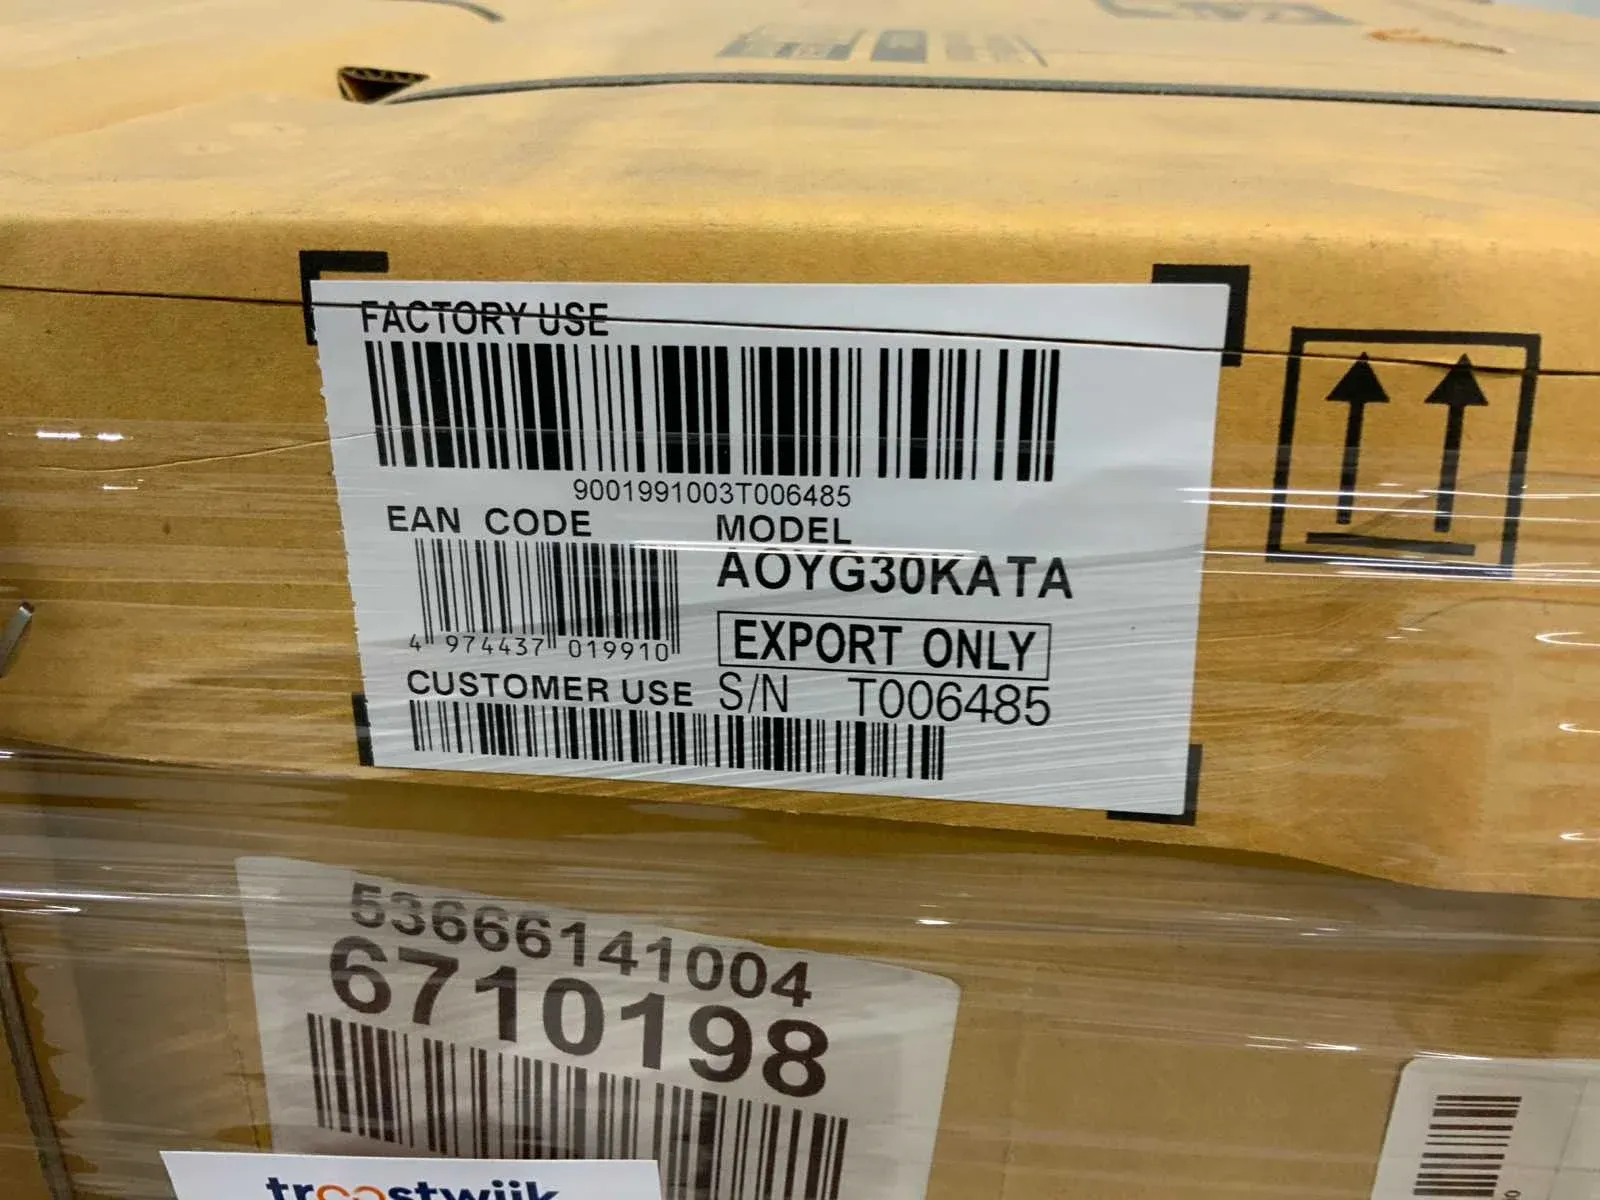 FACTORY USE
9001991003T006485
EAN CODE
MODEL
AOYG30KATA
4 974437 019910
EXPORT ONLY
CUSTOMER USE
S/N T006485
53666141004
6710198
troostwijk